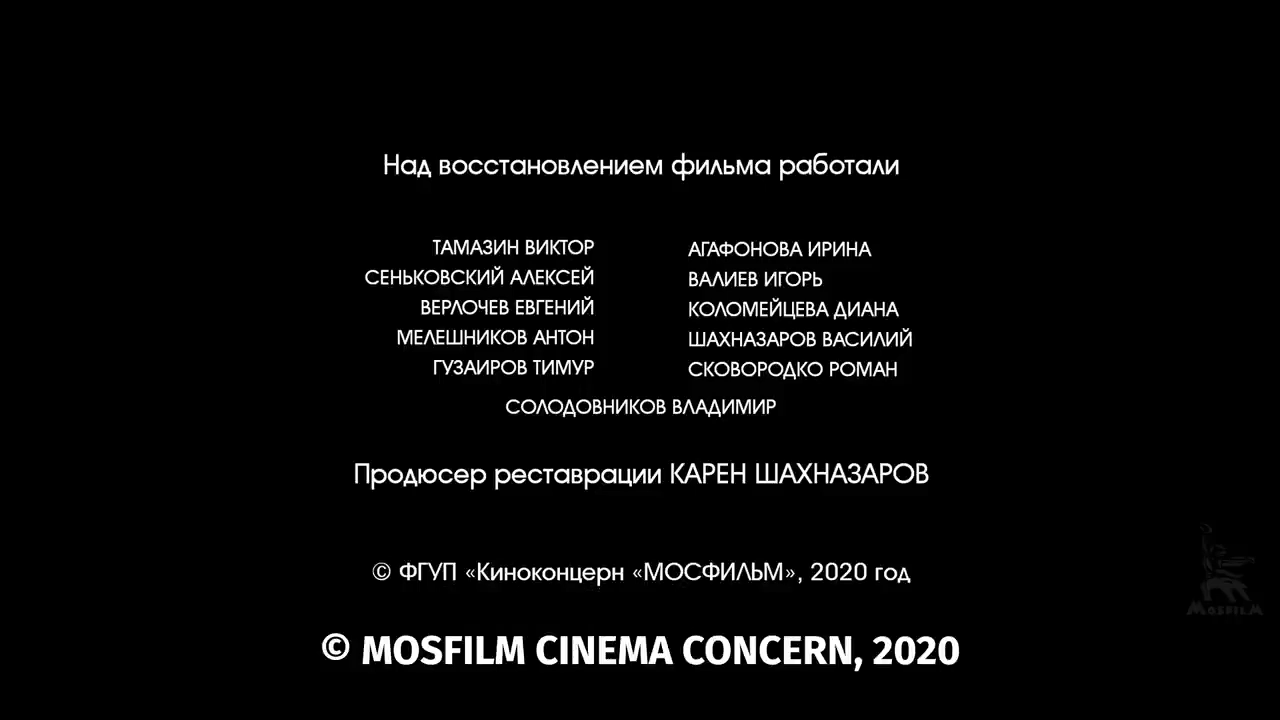 Над восстановлением фильма работали
ТАМАЗИН ВИКТОР
СЕНЬКОВСКИЙ АЛЕКСЕЙ
ВЕРЛОЧЕВ ЕВГЕНИЙ
МЕЛЕШНИКОВ АНТОН
ГУЗАИРОВ ТИМУР
АГАФОНОВА ИРИНА
ВАЛИЕВ ИГОРЬ
КОЛОМЕЙЦЕВА ДИАНА
ШАХНАЗАРОВ ВАСИЛИЙ
СКОВОРОДКО РОМАН
СОЛОДОВНИКОВ ВЛАДИМИР
Продюсер реставрации КАРЕН ШАХНАЗАРОВ
© ФГУП «Киноконцерн «МОСФИЛЬМ», 2020 год
MOSFILM
© MOSFILM CINEMA CONCERN, 2020